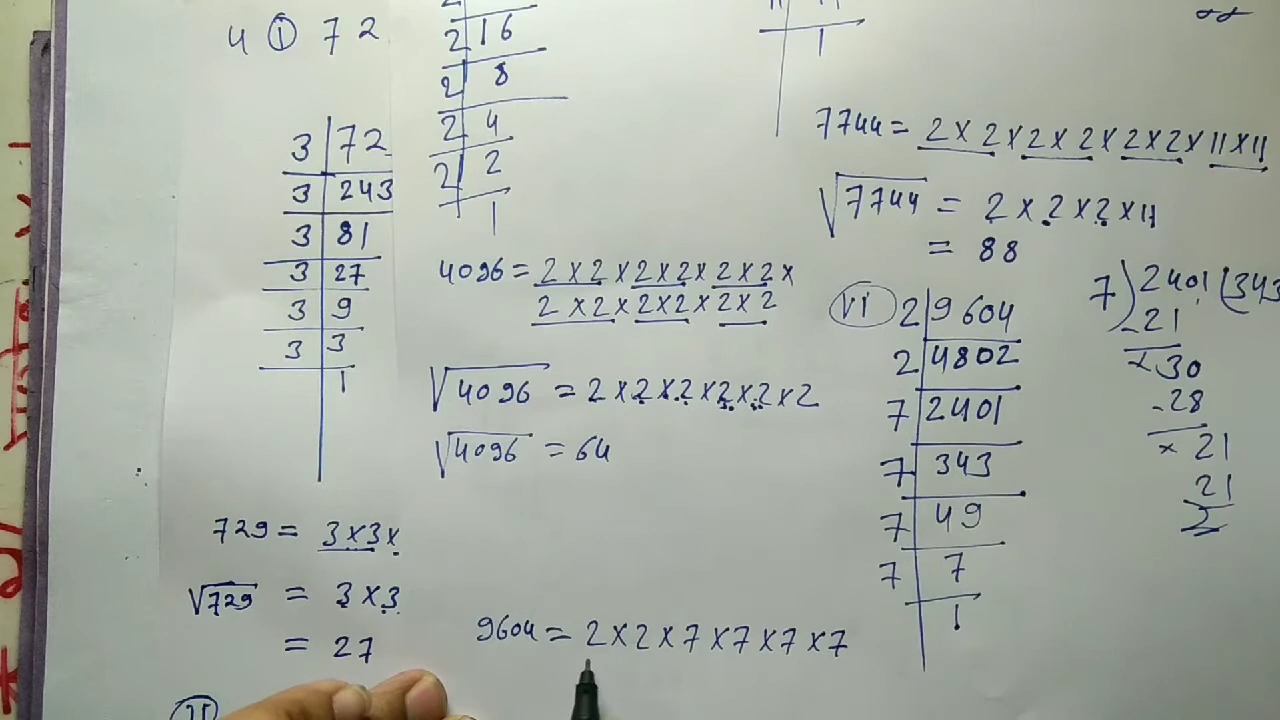 4 (i) 72
3 | 72
3 | 243
3 | 81
3 | 27
3 | 9
3 | 3
1
729 = 3 × 3 ×
√729 = 3 × 3
= 27
(II)
2 | 16
2 | 8
2 | 4
2 | 2
1
4096 = 2 × 2 × 2 × 2 × 2 × 2 ×
2 × 2 × 2 × 2 × 2 × 2
√4096 = 2 × 2 × 2 × 2 × 2 × 2
√4096 = 64
9604 = 2 × 2 × 7 × 7 × 7 × 7
1
7744 = 2 × 2 × 2 × 2 × 2 × 2 × 11 × 11
√7744 = 2 × 2 × 2 × 11
= 88
(VI) 2 | 9604
2 | 4802
7 | 2401
7 | 343
7 | 49
7 | 7
1
7 ) 2401 ( 343
-21
× 30
-28
× 21
21